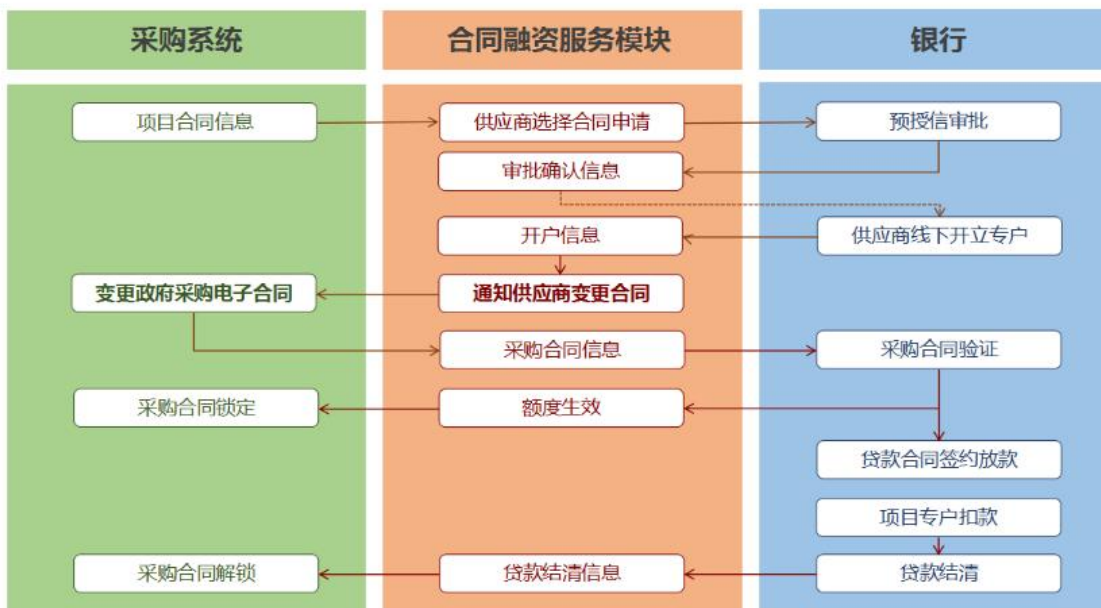 采购系统
合同融资服务模块
银行
项目合同信息
供应商选择合同申请
预授信审批
审批确认信息
开户信息
供应商线下开立专户
变更政府采购电子合同
通知供应商变更合同
采购合同信息
采购合同验证
采购合同锁定
额度生效
贷款合同签约放款
项目专户扣款
采购合同解锁
贷款结清信息
贷款结清